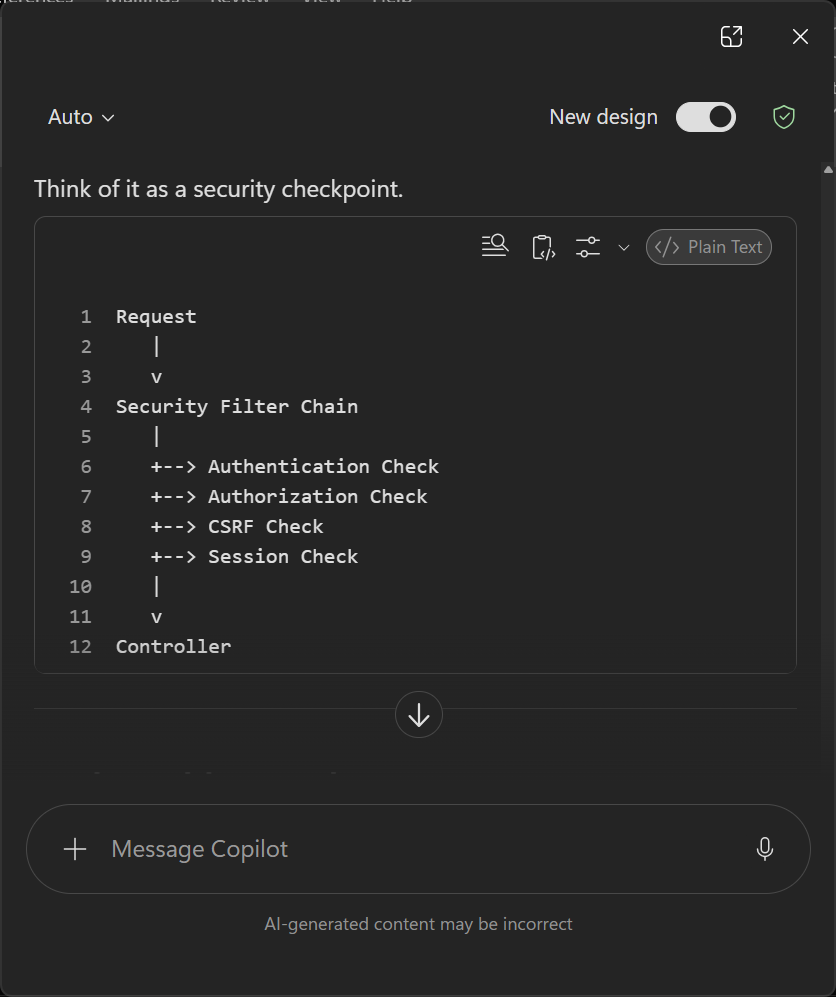 Auto
New design
Think of it as a security checkpoint.
</> Plain Text
1 Request
2    |
3    v
4 Security Filter Chain
5    |
6    +--> Authentication Check
7    +--> Authorization Check
8    +--> CSRF Check
9    +--> Session Check
10    |
11    v
12 Controller
Message Copilot
AI-generated content may be incorrect